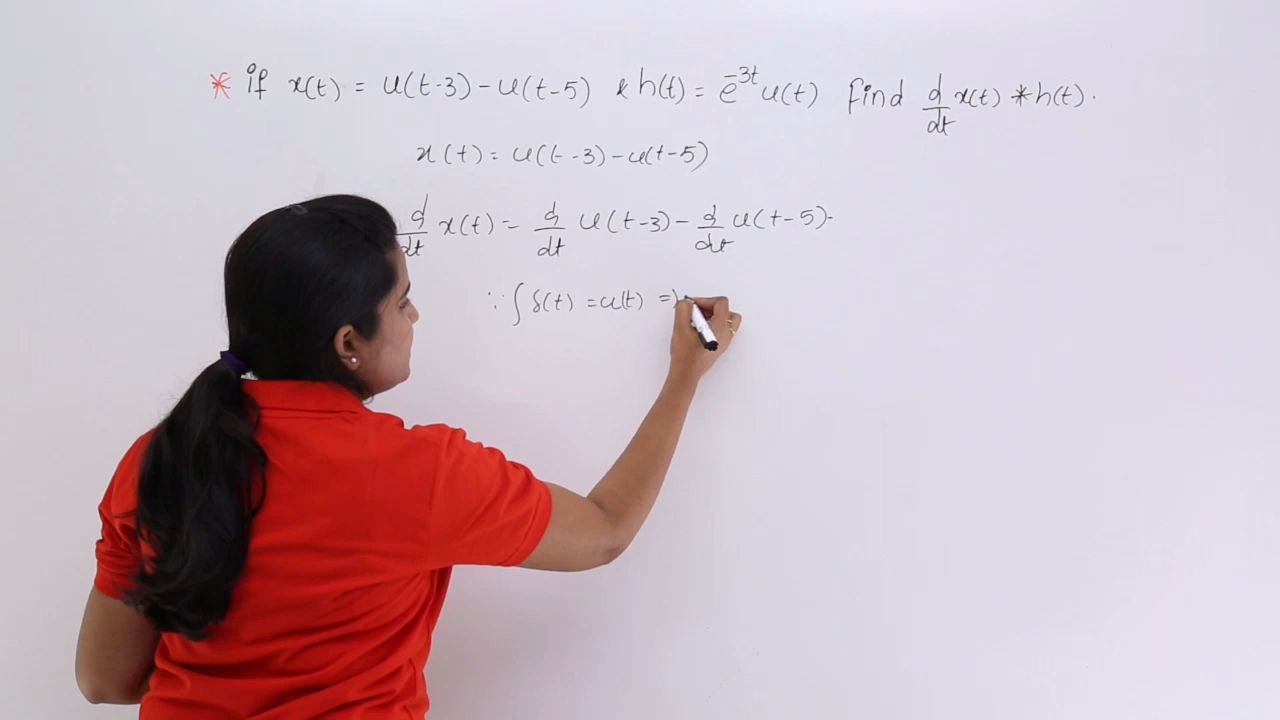 * if x(t) = u(t-3) - u(t-5) & h(t) = e^-3t u(t) find d/dt x(t) * h(t).
x(t) = u(t-3) - u(t-5)
d/dt x(t) = d/dt u(t-3) - d/dt u(t-5).
∵ ∫ δ(t) = u(t) ⇒